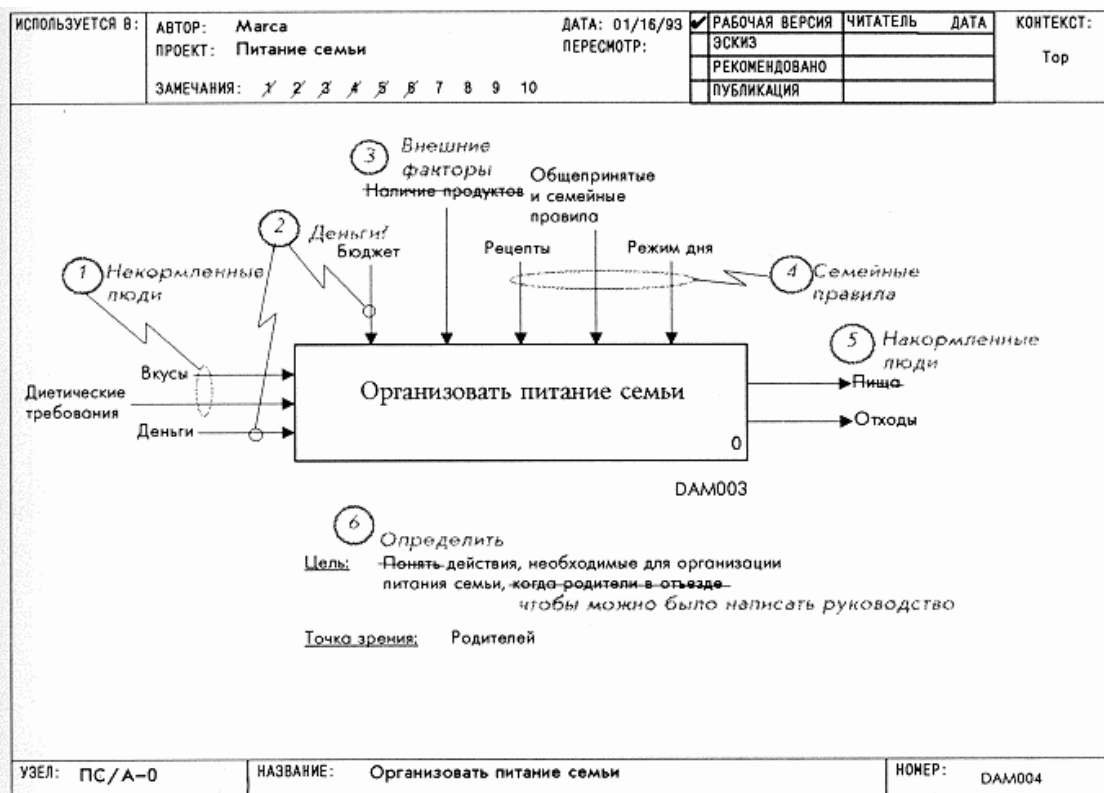 ИСПОЛЬЗУЕТСЯ В:
АВТОР: Marca
ДАТА: 01/16/93
ПРОЕКТ: Питание семьи
ПЕРЕСМОТР:
ЗАМЕЧАНИЯ: 1 2 3 4 5 6 7 8 9 10
✔ РАБОЧАЯ ВЕРСИЯ
ЭСКИЗ
РЕКОМЕНДОВАНО
ПУБЛИКАЦИЯ
ЧИТАТЕЛЬ ДАТА
КОНТЕКСТ:
Top
3 Внешние
факторы
Наличие продуктов
Общепринятые
и семейные
правила
2 Деньги?
Бюджет
Рецепты
Режим дня
1 Некормленные
люди
4 Семейные
правила
Вкусы
Диетические
требования
Деньги
Организовать питание семьи
0
5 Накормленные
люди
Пища
Отходы
DAM003
6 Определить
Цель: Понять действия, необходимые для организации
питания семьи, когда родители в отъезде
чтобы можно было написать руководство
Точка зрения: Родителей
УЗЕЛ: ПС/А-0
НАЗВАНИЕ: Организовать питание семьи
НОМЕР: DAM004